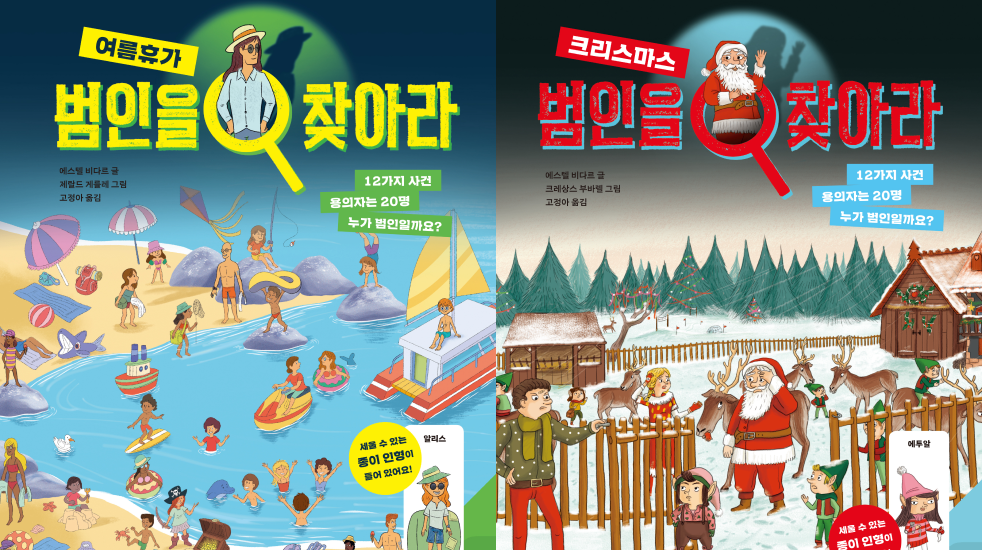 여름휴가
범인을 찾아라
에스텔 비다르 글
제랄드 게를레 그림
고정아 옮김
12가지 사건
용의자는 20명
누가 범인일까요?
세울 수 있는
종이 인형이
들어 있어요!
알리스
크리스마스
범인을 찾아라
에스텔 비다르 글
크레상스 부바렐 그림
고정아 옮김
12가지 사건
용의자는 20명
누가 범인일까요?
에두알
세울 수 있는
종이 인형이